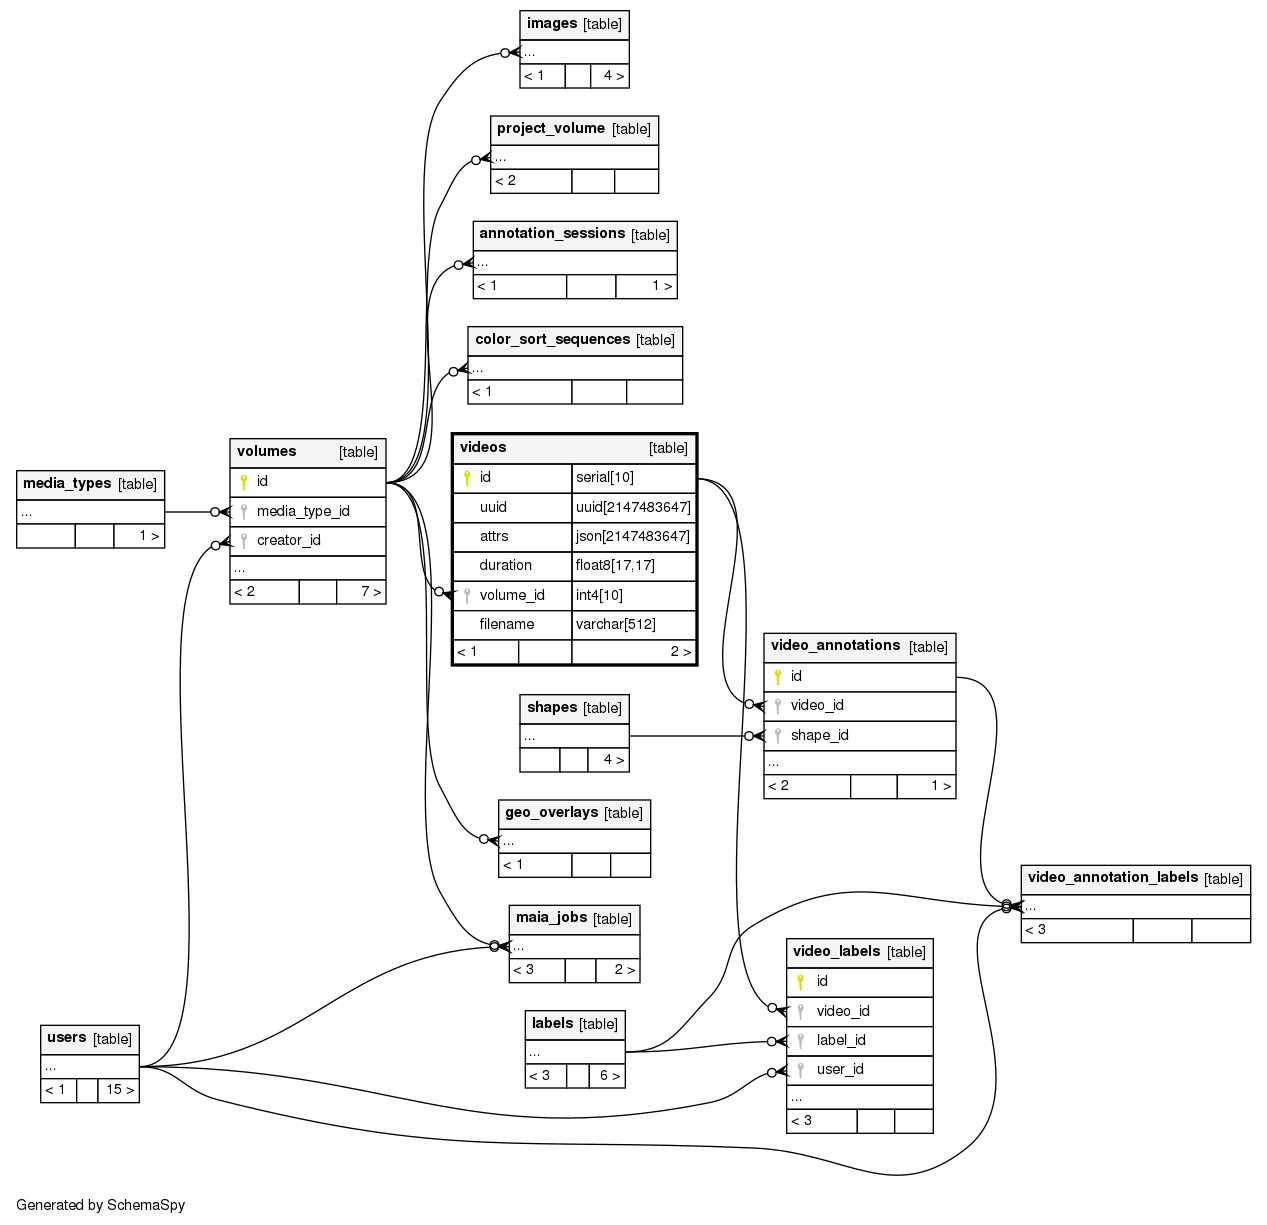 images [table]
...
< 1 4 >
project_volume [table]
...
< 2
annotation_sessions [table]
...
< 1 1 >
color_sort_sequences [table]
...
< 1
volumes [table]
id
media_type_id
creator_id
...
< 2 7 >
media_types [table]
...
1 >
videos [table]
id serial[10]
uuid uuid[2147483647]
attrs json[2147483647]
duration float8[17,17]
volume_id int4[10]
filename varchar[512]
< 1 2 >
video_annotations [table]
id
video_id
shape_id
...
< 2 1 >
shapes [table]
...
4 >
geo_overlays [table]
...
< 1
video_annotation_labels [table]
...
< 3
maia_jobs [table]
...
< 3 2 >
video_labels [table]
id
video_id
label_id
user_id
...
< 3
labels [table]
...
< 3 6 >
users [table]
...
< 1 15 >
Generated by SchemaSpy